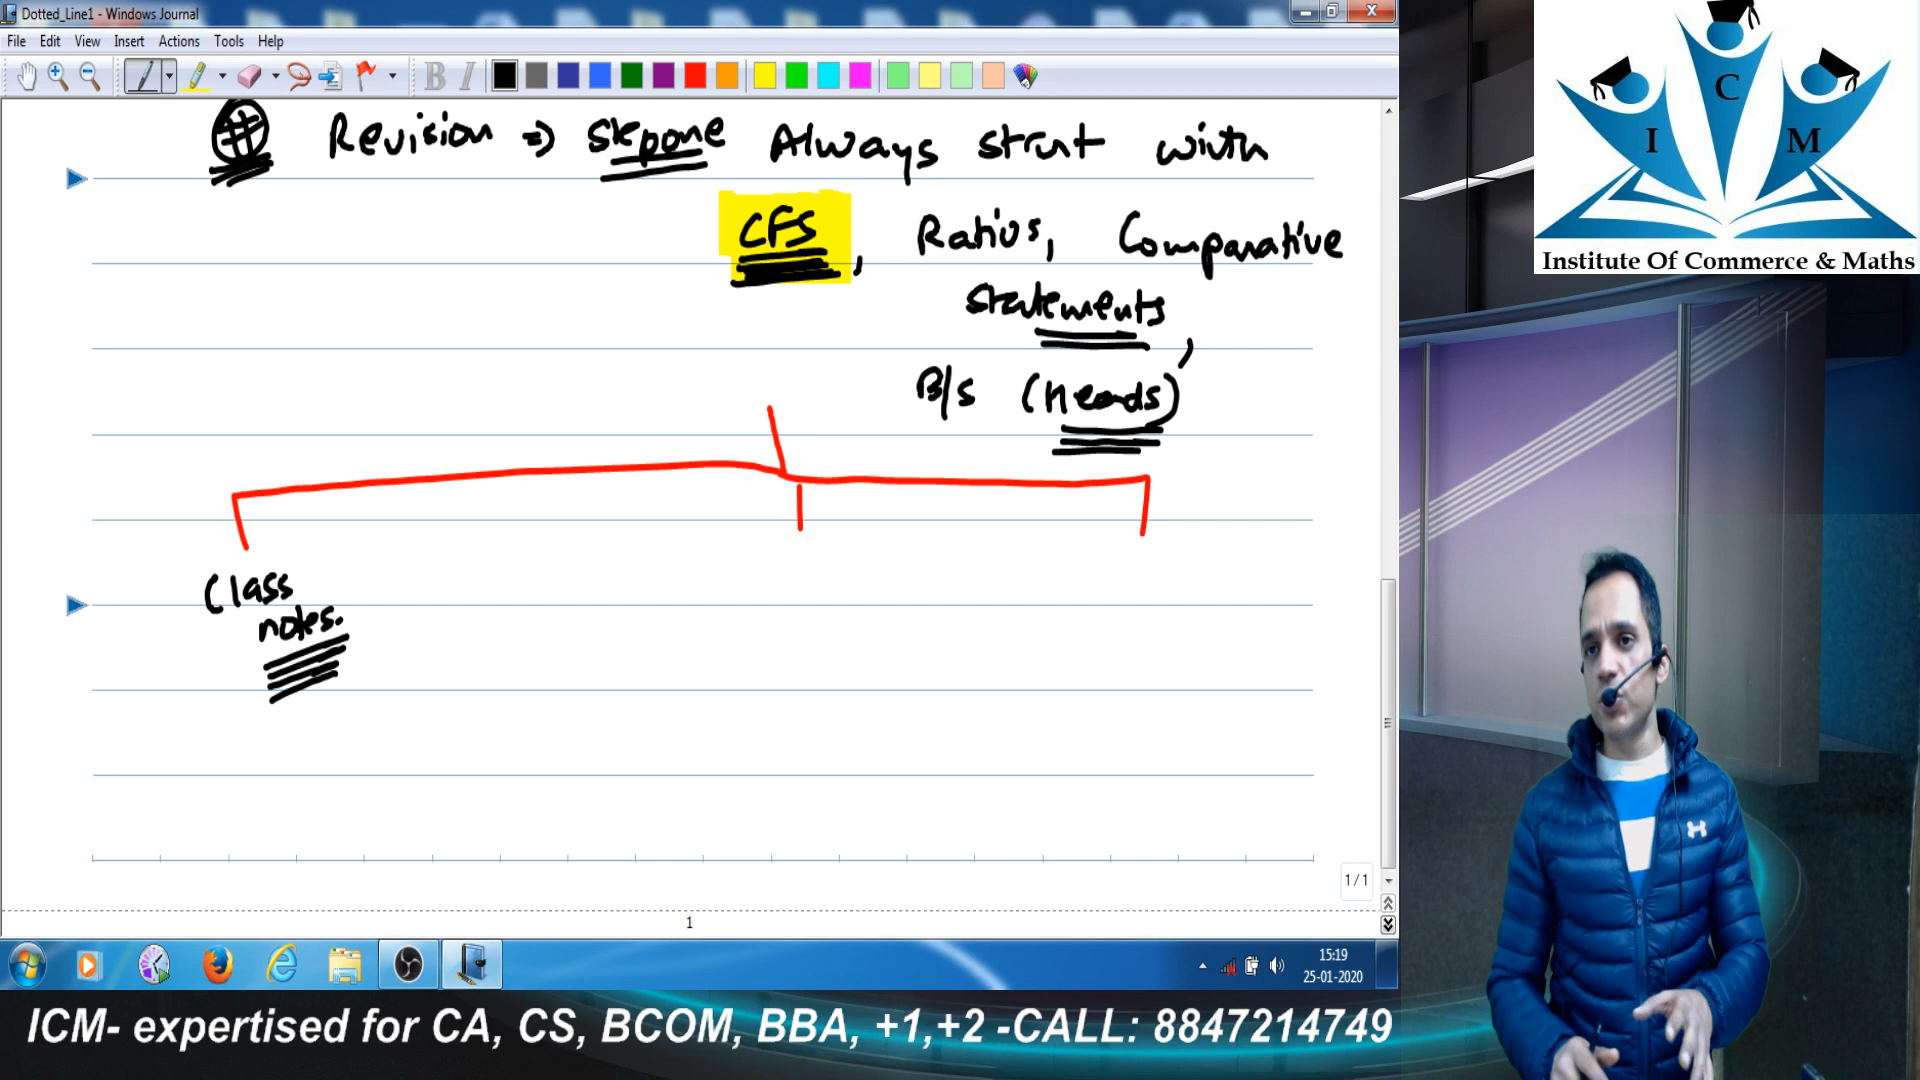 Dotted_Line1 - Windows Journal
File Edit View Insert Actions Tools Help
B I
Revision => Stepone Always start with
CFS, Ratios, Comparative
statements,
B/S (Heads)
Class
notes.
1/1
1
15:19
25-01-2020
I C M
Institute Of Commerce & Maths
ICM- expertised for CA, CS, BCOM, BBA, +1,+2 -CALL: 8847214749